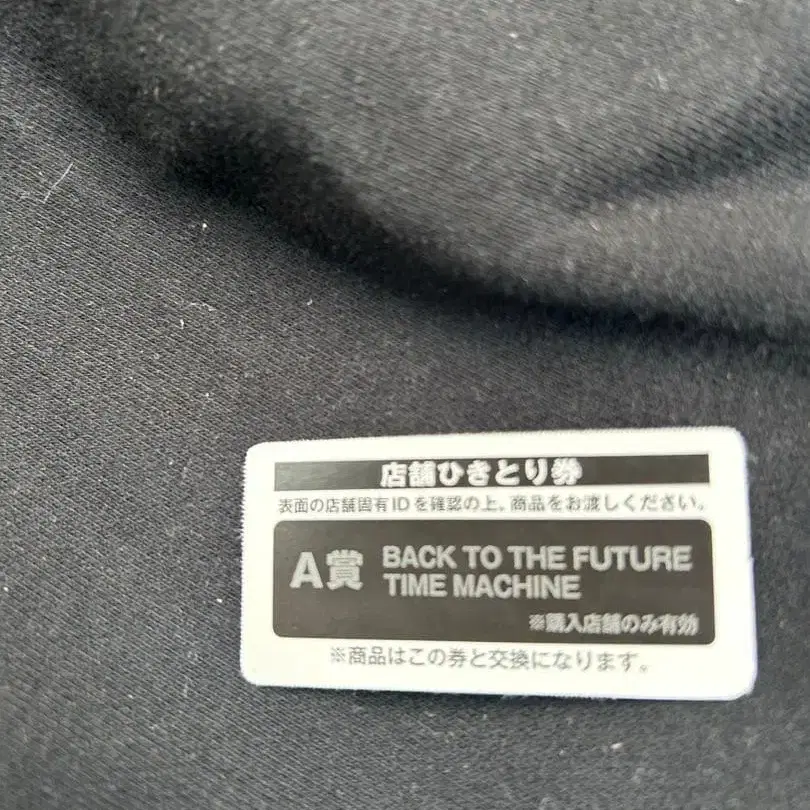 店舗ひきとり券
表面の店舗固有IDを確認の上、商品をお渡しください。
A賞 BACK TO THE FUTURE
TIME MACHINE
※購入店舗のみ有効
※商品はこの券と交換になります。